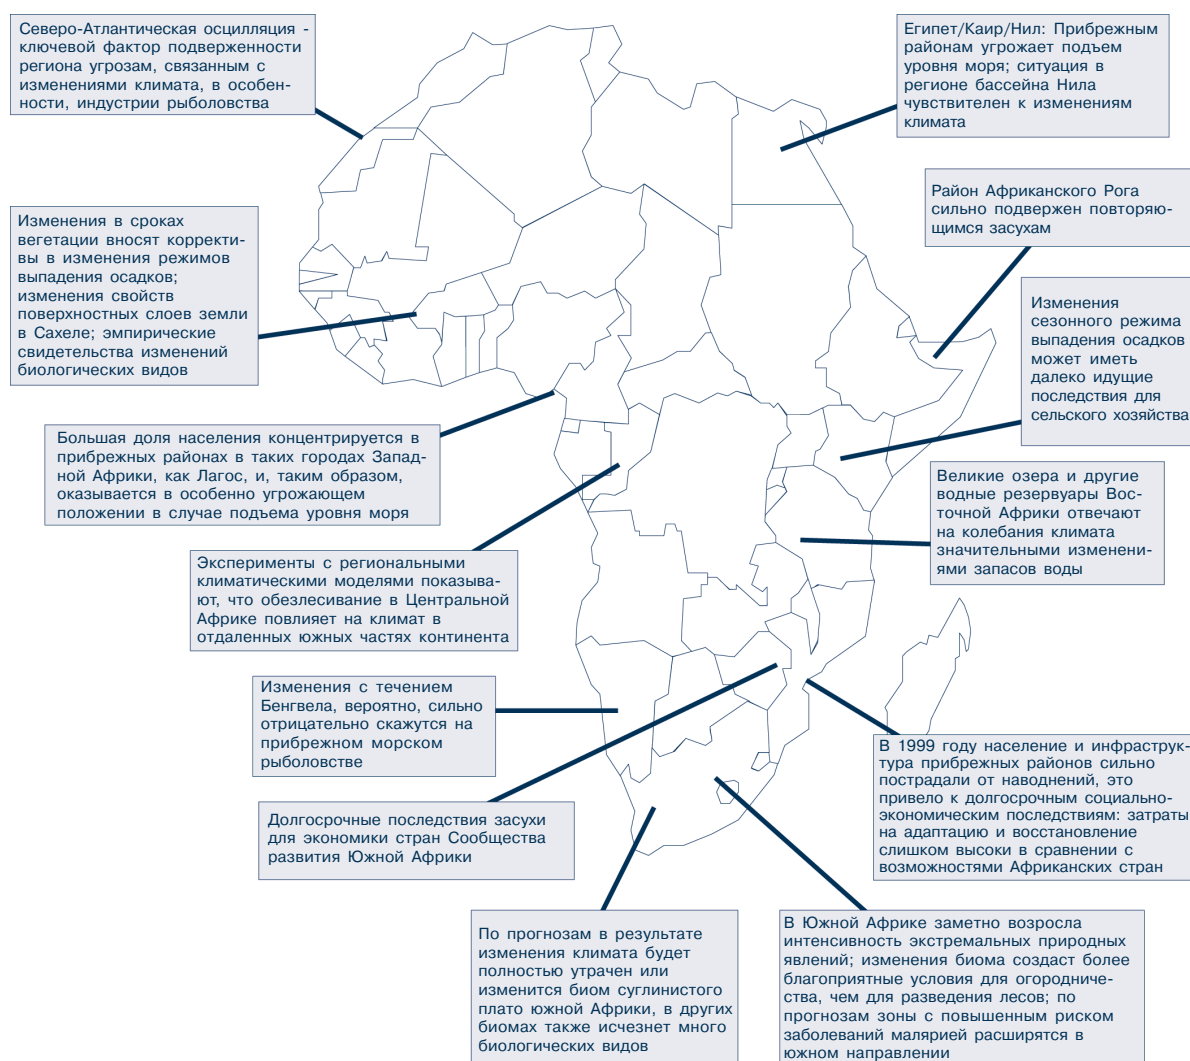 Северо-Атлантическая осцилляция -
ключевой фактор подверженности
региона угрозам, связанным с
изменениями климата, в особен-
ности, индустрии рыболовства
Египет/Каир/Нил: Прибрежным
районам угрожает подъем
уровня моря; ситуация в
регионе бассейна Нила
чувствителен к изменениям
климата
Район Африканского Рога
сильно подвержен повторяю-
щимся засухам
Изменения в сроках
вегетации вносят корректи-
вы в изменения режимов
выпадения осадков;
изменения свойств
поверхностных слоев земли
в Сахеле; эмпирические
свидетельства изменений
биологических видов
Изменения
сезонного режима
выпадения осадков
может иметь
далеко идущие
последствия для
сельского хозяйства
Большая доля населения концентрируется в
прибрежных районах в таких городах Запад-
ной Африки, как Лагос, и, таким образом,
оказывается в особенно угрожающем
положении в случае подъема уровня моря
Великие озера и другие
водные резервуары Вос-
точной Африки отвечают
на колебания климата
значительными изменени-
ями запасов воды
Эксперименты с региональными
климатическими моделями показыва-
ют, что обезлесивание в Центральной
Африке повлияет на климат в
отдаленных южных частях континента
Изменения с течением
Бенгвела, вероятно, сильно
отрицательно скажутся на
прибрежном морском
рыболовстве
В 1999 году население и инфраструк-
тура прибрежных районов сильно
пострадали от наводнений, это
привело к долгосрочным социально-
экономическим последствиям: затраты
на адаптацию и восстановление
слишком высоки в сравнении с
возможностями Африканских стран
Долгосрочные последствия засухи
для экономики стран Сообщества
развития Южной Африки
По прогнозам в результате
изменения климата будет
полностью утрачен или
изменится биом суглинистого
плато южной Африки, в других
биомах также исчезнет много
биологических видов
В Южной Африке заметно возросла
интенсивность экстремальных природных
явлений; изменения биома создаст более
благоприятные условия для огородниче-
ства, чем для разведения лесов; по
прогнозам зоны с повышенным риском
заболеваний малярией расширятся в
южном направлении